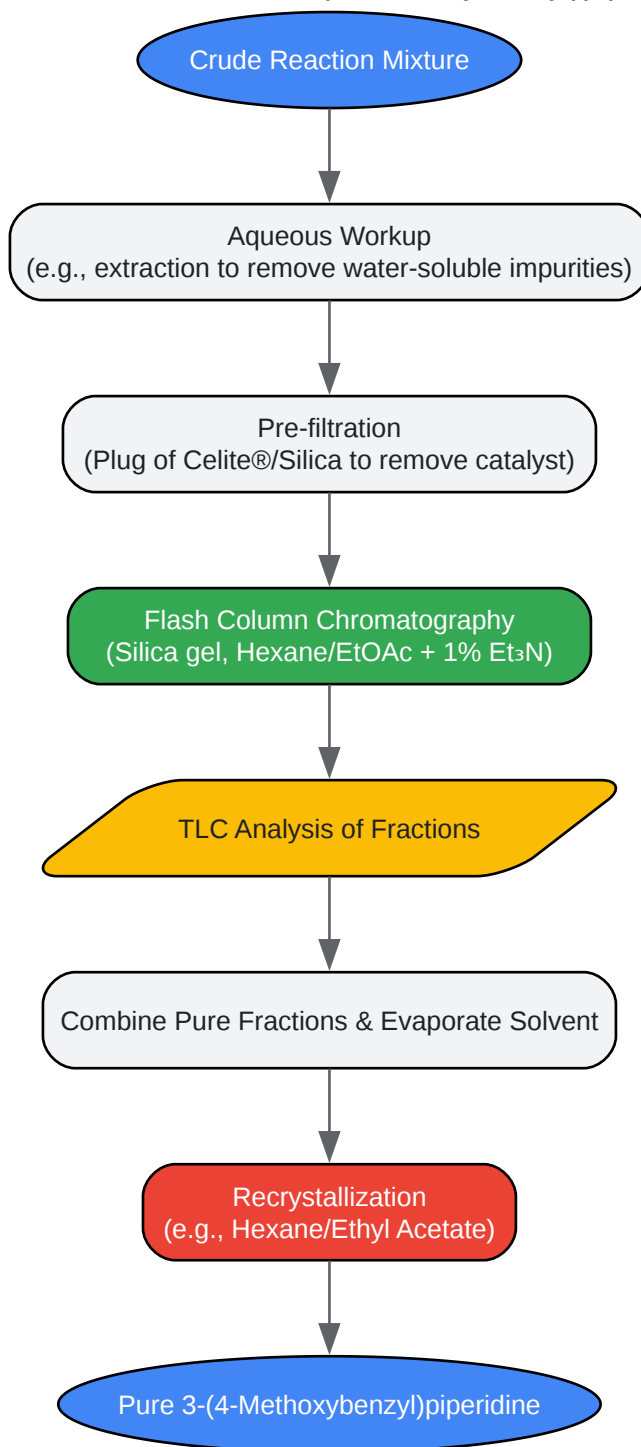 Crude Reaction Mixture
Aqueous Workup
(e.g., extraction to remove water-soluble impurities)
Pre-filtration
(Plug of Celite®/Silica to remove catalyst)
Flash Column Chromatography
(Silica gel, Hexane/EtOAc + 1% Et₃N)
TLC Analysis of Fractions
Combine Pure Fractions & Evaporate Solvent
Recrystallization
(e.g., Hexane/Ethyl Acetate)
Pure 3-(4-Methoxybenzyl)piperidine